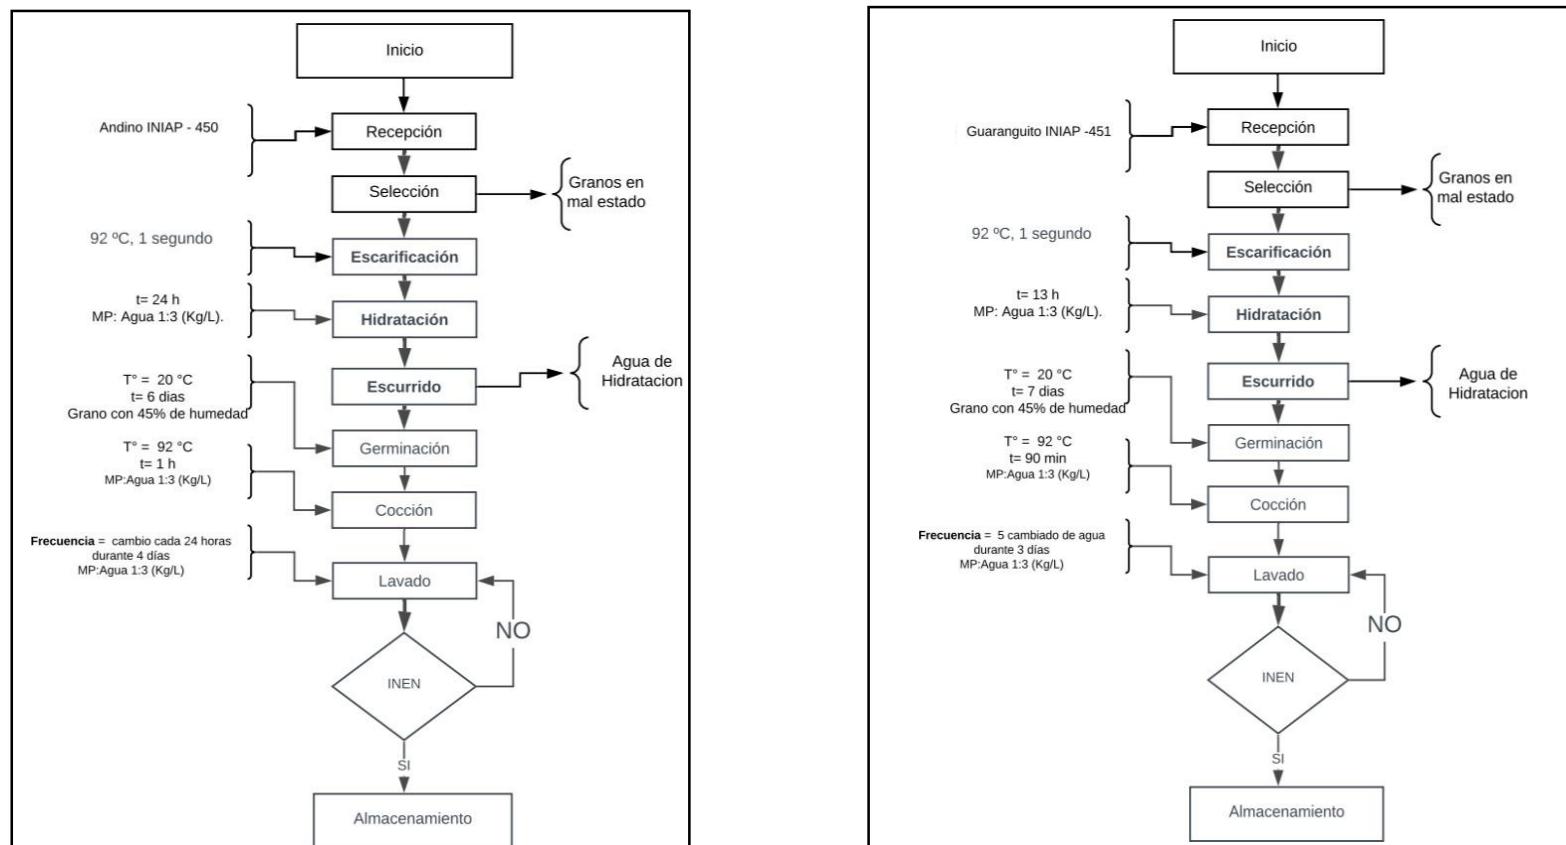 Inicio
Andino INIAP - 450
Recepción
Selección
Granos en
mal estado
92 ºC, 1 segundo
Escarificación
t= 24 h
MP: Agua 1:3 (Kg/L).
Hidratación
Escurrido
Agua de
Hidratacion
T° = 20 °C
t= 6 dias
Grano con 45% de humedad
Germinación
T° = 92 °C
t= 1 h
MP:Agua 1:3 (Kg/L)
Cocción
Frecuencia = cambio cada 24 horas
durante 4 días
MP:Agua 1:3 (Kg/L)
Lavado
NO
INEN
SI
Almacenamiento
Inicio
Guaranguito INIAP -451
Recepción
Selección
Granos en
mal estado
92 ºC, 1 segundo
Escarificación
t= 13 h
MP: Agua 1:3 (Kg/L).
Hidratación
Escurrido
Agua de
Hidratacion
T° = 20 °C
t= 7 dias
Grano con 45% de humedad
Germinación
T° = 92 °C
t= 90 min
MP:Agua 1:3 (Kg/L)
Cocción
Frecuencia = 5 cambiado de agua
durante 3 días
MP:Agua 1:3 (Kg/L)
Lavado
NO
INEN
SI
Almacenamiento